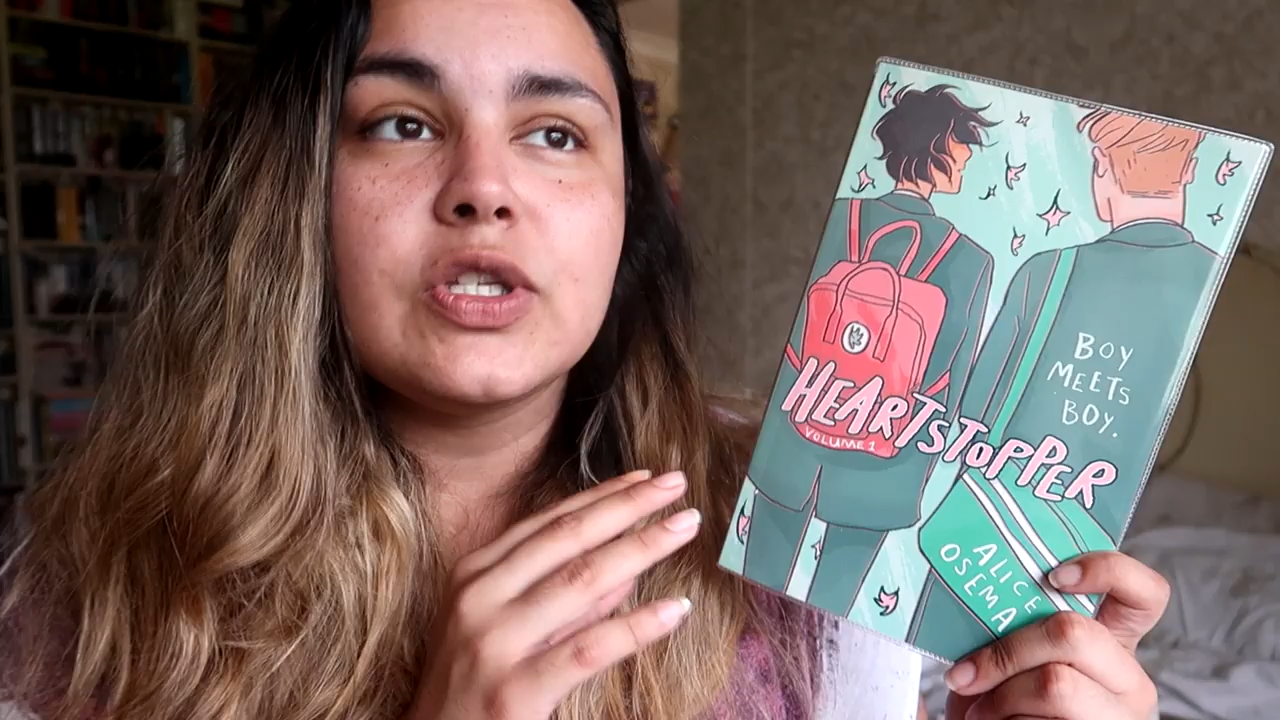 BOY
MEETS
BOY.
HEARTSTOPPER
VOLUME 1
ALICE
OSEMAN